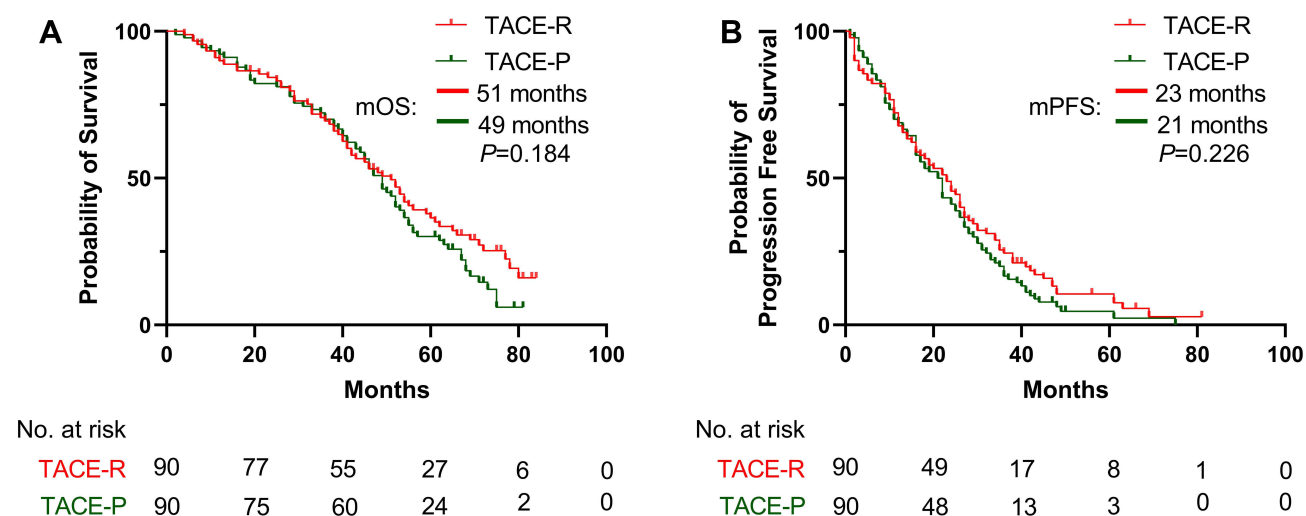 A
TACE-R
TACE-P
mOS:
51 months
49 months
P=0.184
Probability of Survival
100
50
0
0 20 40 60 80 100
Months
No. at risk
TACE-R 90 77 55 27 6 0
TACE-P 90 75 60 24 2 0
B
TACE-R
TACE-P
mPFS:
23 months
21 months
P=0.226
Probability of
Progression Free Survival
100
50
0
0 20 40 60 80 100
Months
No. at risk
TACE-R 90 49 17 8 1 0
TACE-P 90 48 13 3 0 0